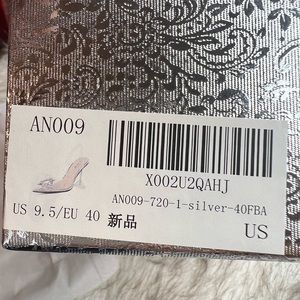 AN009
X002U2QAHJ
AN009-720-1-silver-40FBA
US 9.5/EU 40 新品
US